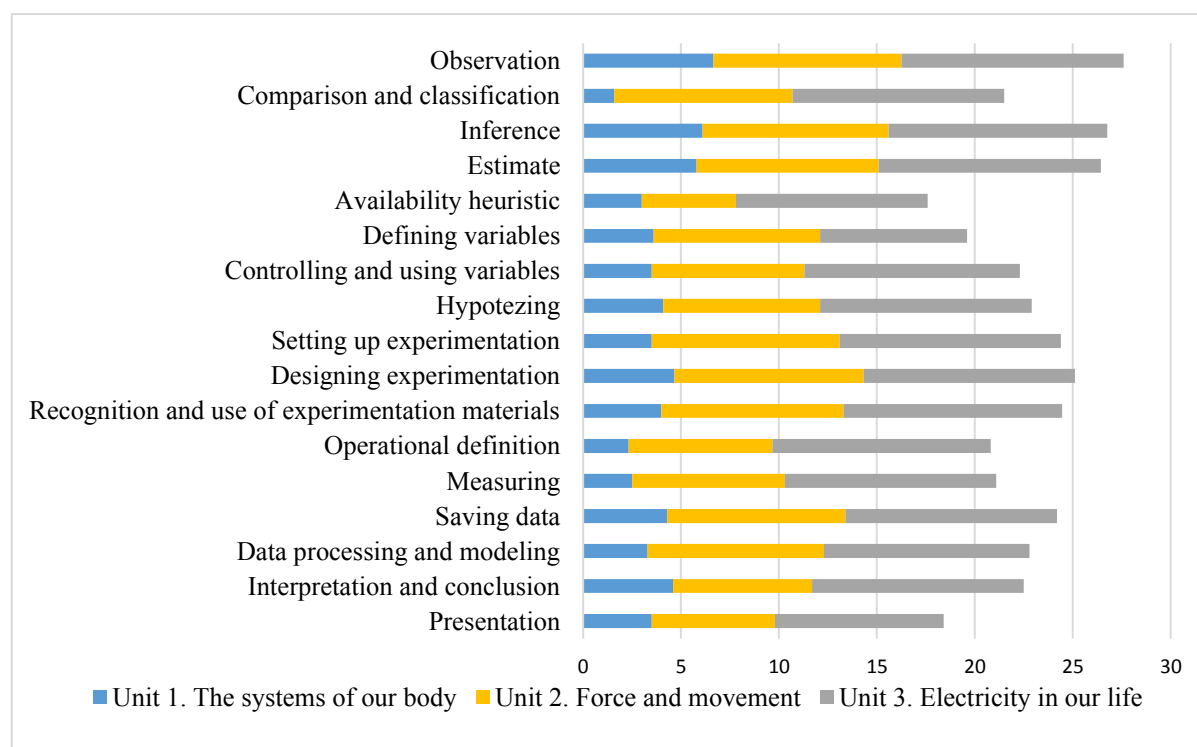 Observation
Comparison and classification
Inference
Estimate
Availability heuristic
Defining variables
Controlling and using variables
Hypotezing
Setting up experimentation
Designing experimentation
Recognition and use of experimentation materials
Operational definition
Measuring
Saving data
Data processing and modeling
Interpretation and conclusion
Presentation
0 5 10 15 20 25 30
Unit 1. The systems of our body Unit 2. Force and movement Unit 3. Electricity in our life